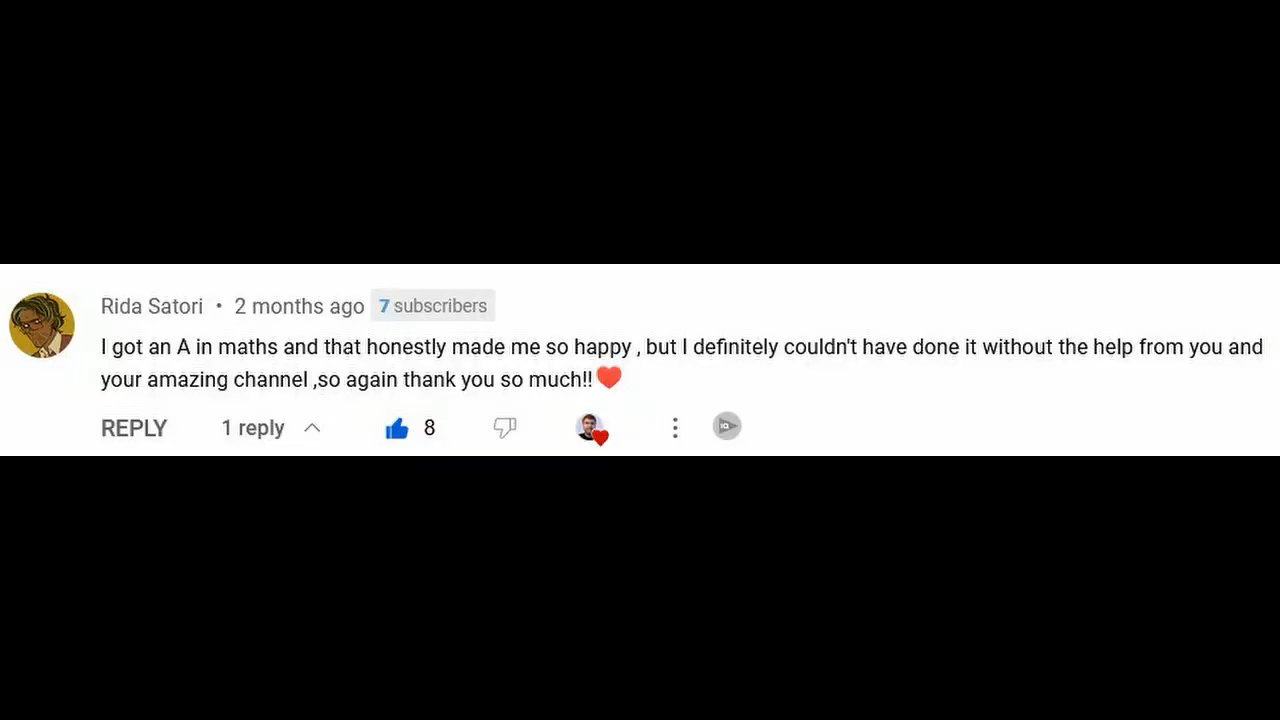 Rida Satori • 2 months ago 7 subscribers
I got an A in maths and that honestly made me so happy , but I definitely couldn't have done it without the help from you and
your amazing channel ,so again thank you so much!!❤️
REPLY 1 reply 8 IQ